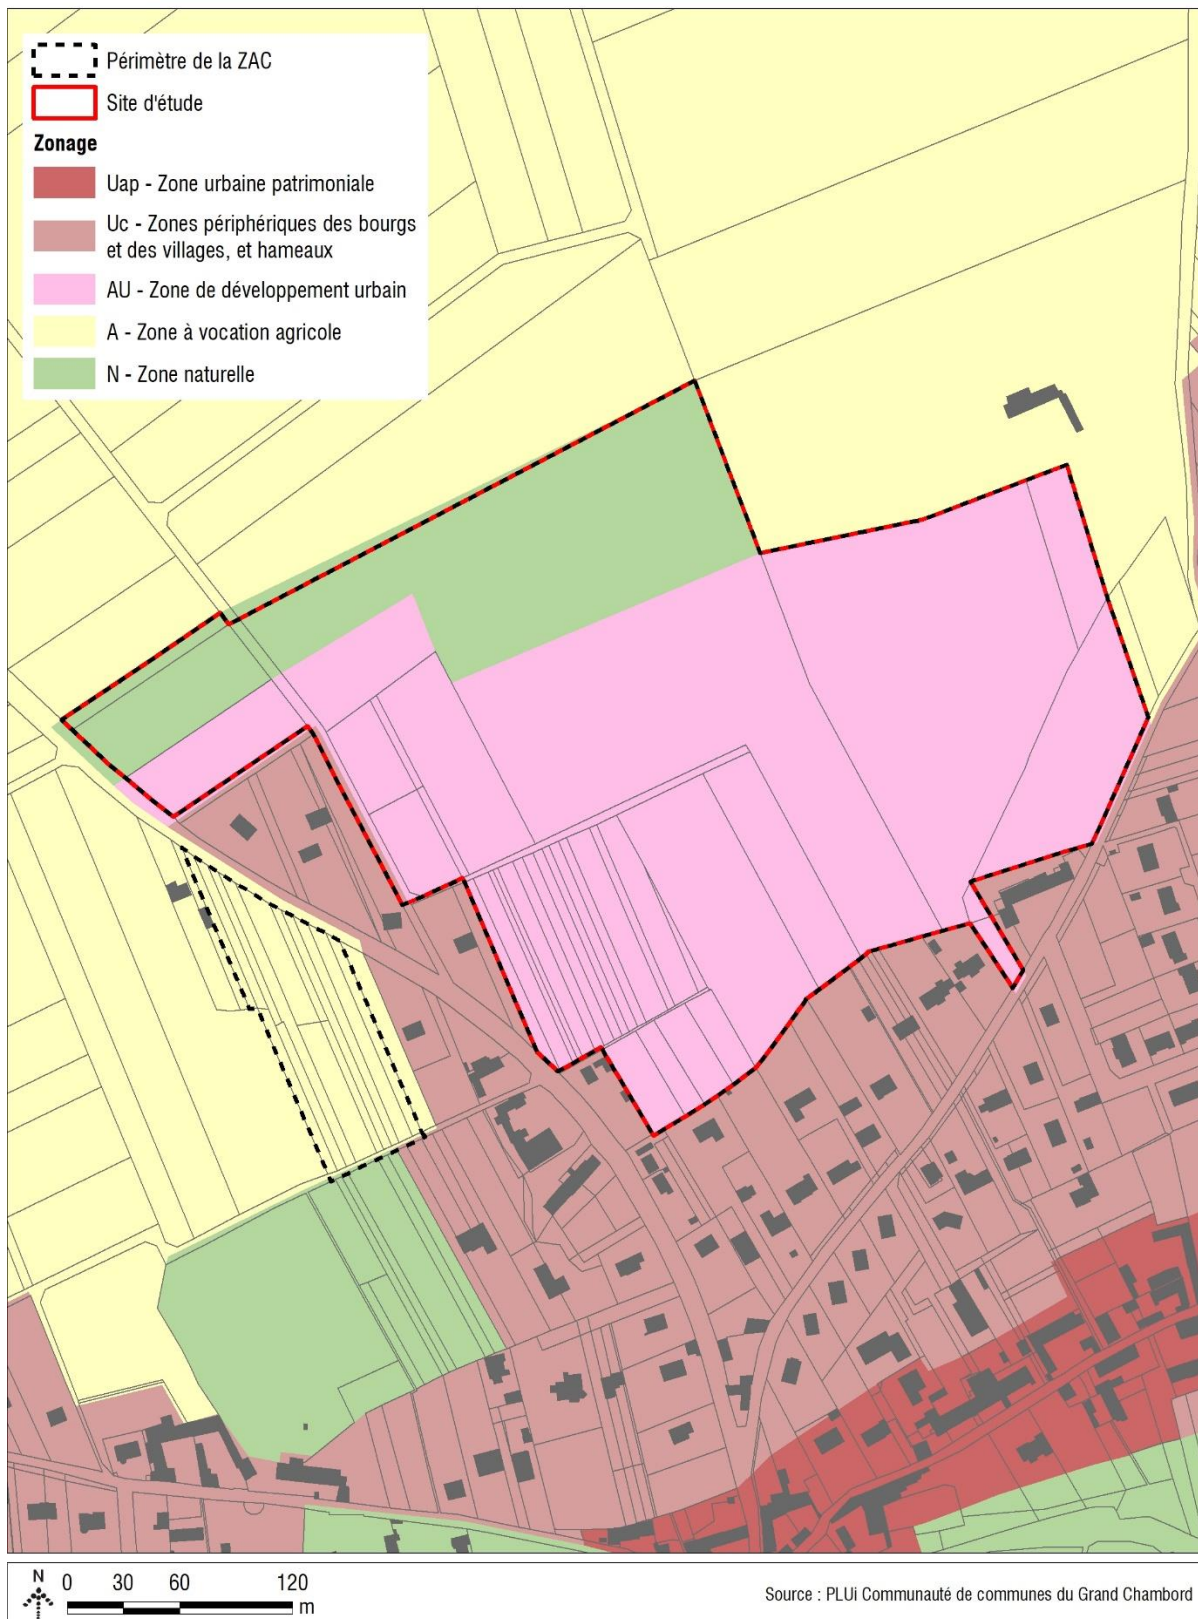 Périmètre de la ZAC
Site d'étude
Zonage
Uap - Zone urbaine patrimoniale
Uc - Zones périphériques des bourgs
et des villages, et hameaux
AU - Zone de développement urbain
A - Zone à vocation agricole
N - Zone naturelle
N
0 30 60 120
m
Source : PLUi Communauté de communes du Grand Chambord